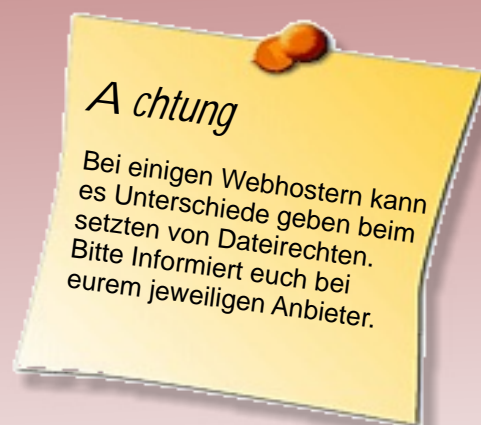 A chtung
Bei einigen Webhostern kann
es Unterschiede geben beim
setzten von Dateirechten.
Bitte Informiert euch bei
eurem jeweiligen Anbieter.